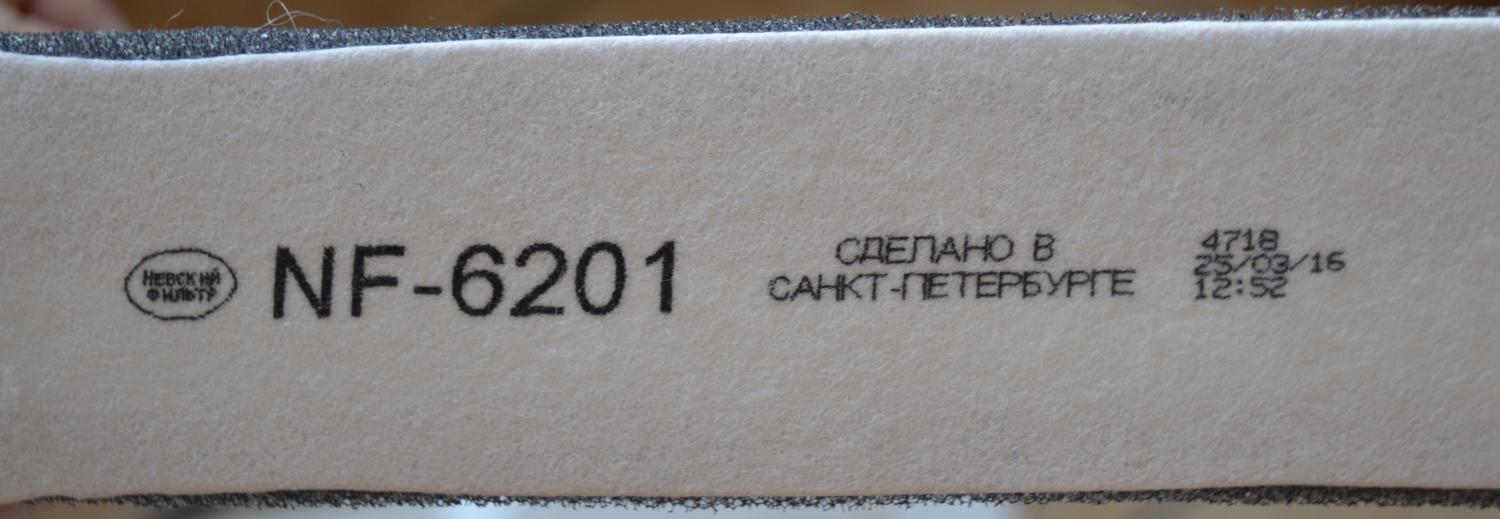 НЕВСКИЙ
ФИЛЬТР
NF-6201
СДЕЛАНО В
САНКТ-ПЕТЕРБУРГЕ
4718
25/03/16
12:52